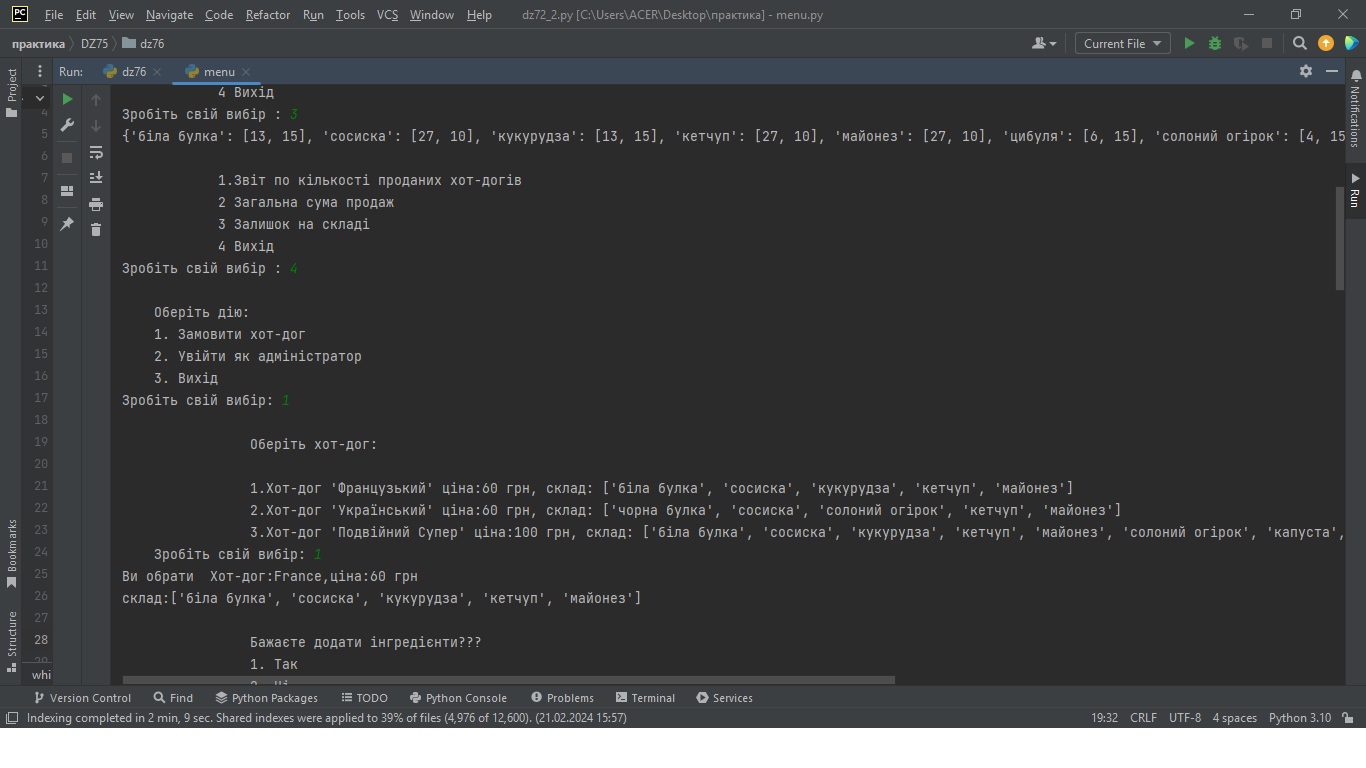 PC File Edit View Navigate Code Refactor Run Tools VCS Window Help dz72_2.py [C:\Users\ACER\Desktop\практика] - menu.py
практика DZ75 dz76 Current File
Project
Run: dz76 menu
Notifications
Run
4 Вихід
Зробіть свій вибір : 3
{'біла булка': [13, 15], 'сосиска': [27, 10], 'кукурудза': [13, 15], 'кетчуп': [27, 10], 'майонез': [27, 10], 'цибуля': [6, 15], 'солоний огірок': [4, 15
1.Звіт по кількості проданих хот-догів
2 Загальна сума продаж
3 Залишок на складі
4 Вихід
Зробіть свій вибір : 4
Оберіть дію:
1. Замовити хот-дог
2. Увійти як адміністратор
3. Вихід
Зробіть свій вибір: 1
Оберіть хот-дог:
1.Хот-дог 'Французький' ціна:60 грн, склад: ['біла булка', 'сосиска', 'кукурудза', 'кетчуп', 'майонез']
2.Хот-дог 'Український' ціна:60 грн, склад: ['чорна булка', 'сосиска', 'солоний огірок', 'кетчуп', 'майонез']
3.Хот-дог 'Подвійний Супер' ціна:100 грн, склад: ['біла булка', 'сосиска', 'кукурудза', 'кетчуп', 'майонез', 'солоний огірок', 'капуста',
Зробіть свій вибір: 1
Ви обрати  Хот-дог:France,ціна:60 грн
склад:['біла булка', 'сосиска', 'кукурудза', 'кетчуп', 'майонез']
Бажаєте додати інгредієнти???
1. Так
4
5
6
7
8
9
10
11
12
13
14
15
16
17
18
19
20
21
22
23
24
25
26
27
28
29
whi
Bookmarks
Structure
Version Control Find Python Packages TODO Python Console Problems Terminal Services
Indexing completed in 2 min, 9 sec. Shared indexes were applied to 39% of files (4,976 of 12,600). (21.02.2024 15:57) 19:32 CRLF UTF-8 4 spaces Python 3.10